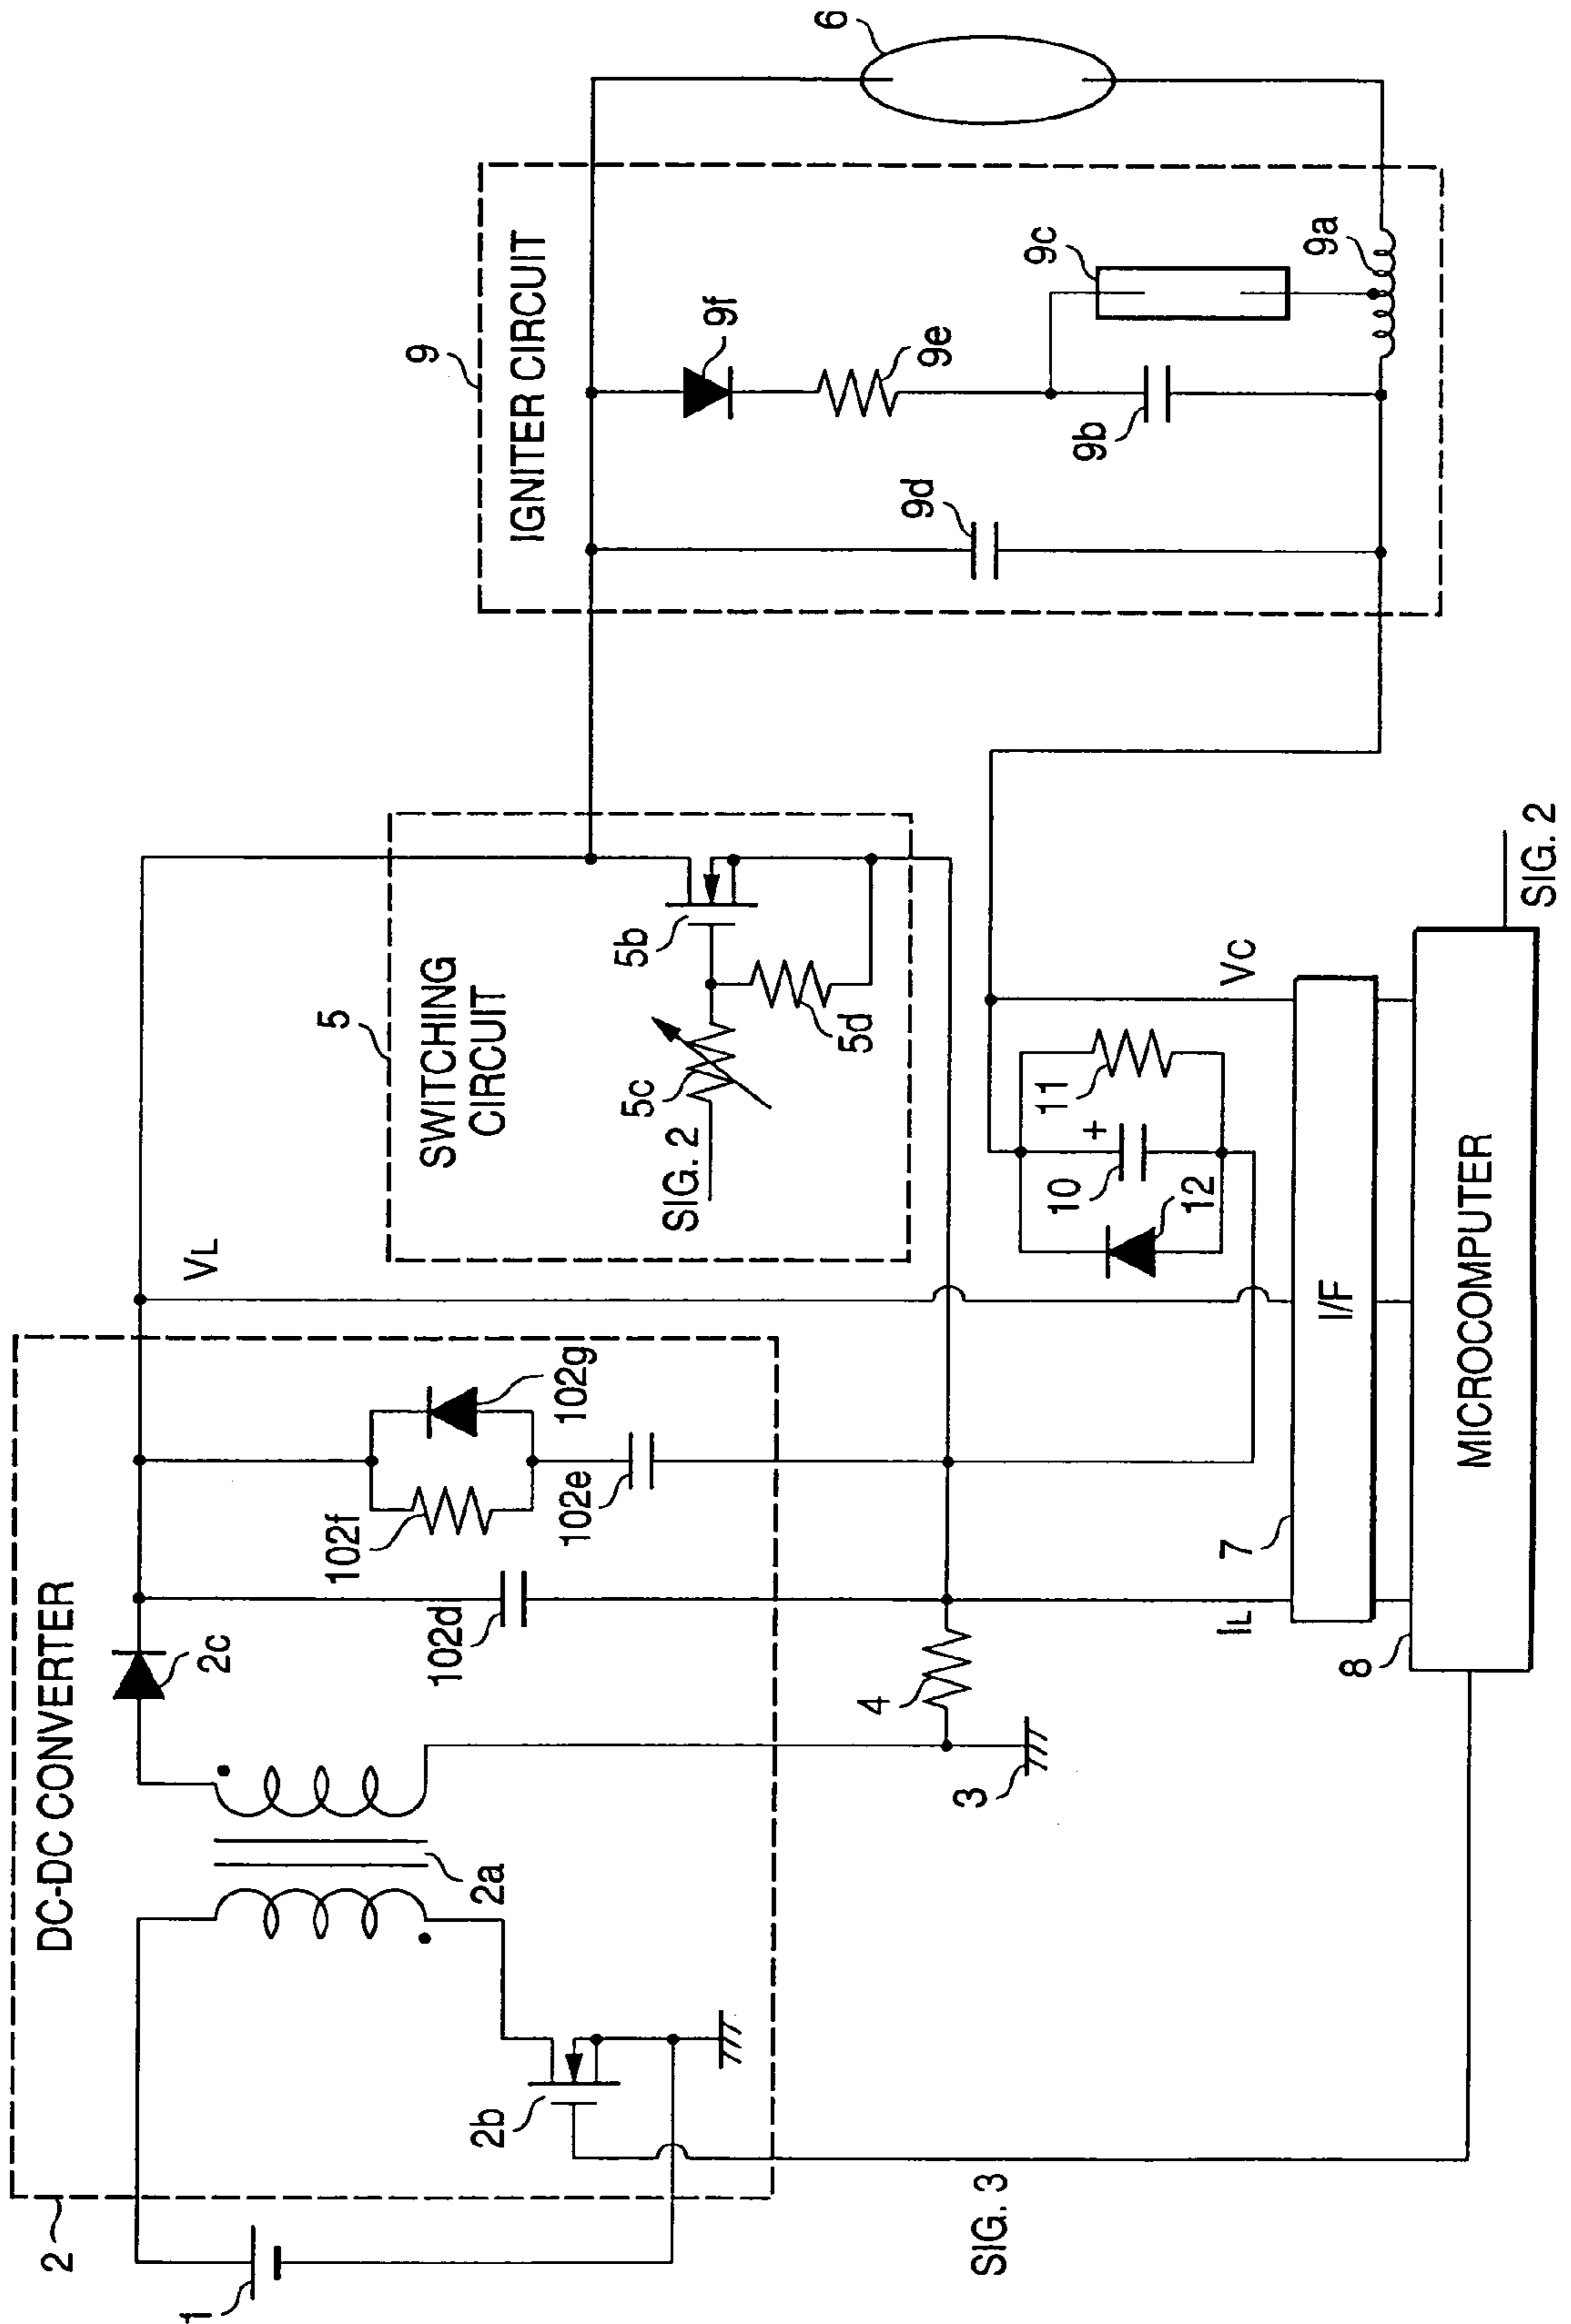 DC-DC CONVERTER
2
1
2a
2b
2c
102d
102e
102f
102g
VL
3
4
IL
SWITCHING
CIRCUIT
5
SIG. 2
5c
5b
5d
IGNITER CIRCUIT
9
9f
9e
9c
9a
9b
9d
6
VC
11
10
+
12
I/F
7
MICROCOMPUTER
8
SIG. 2
SIG. 3